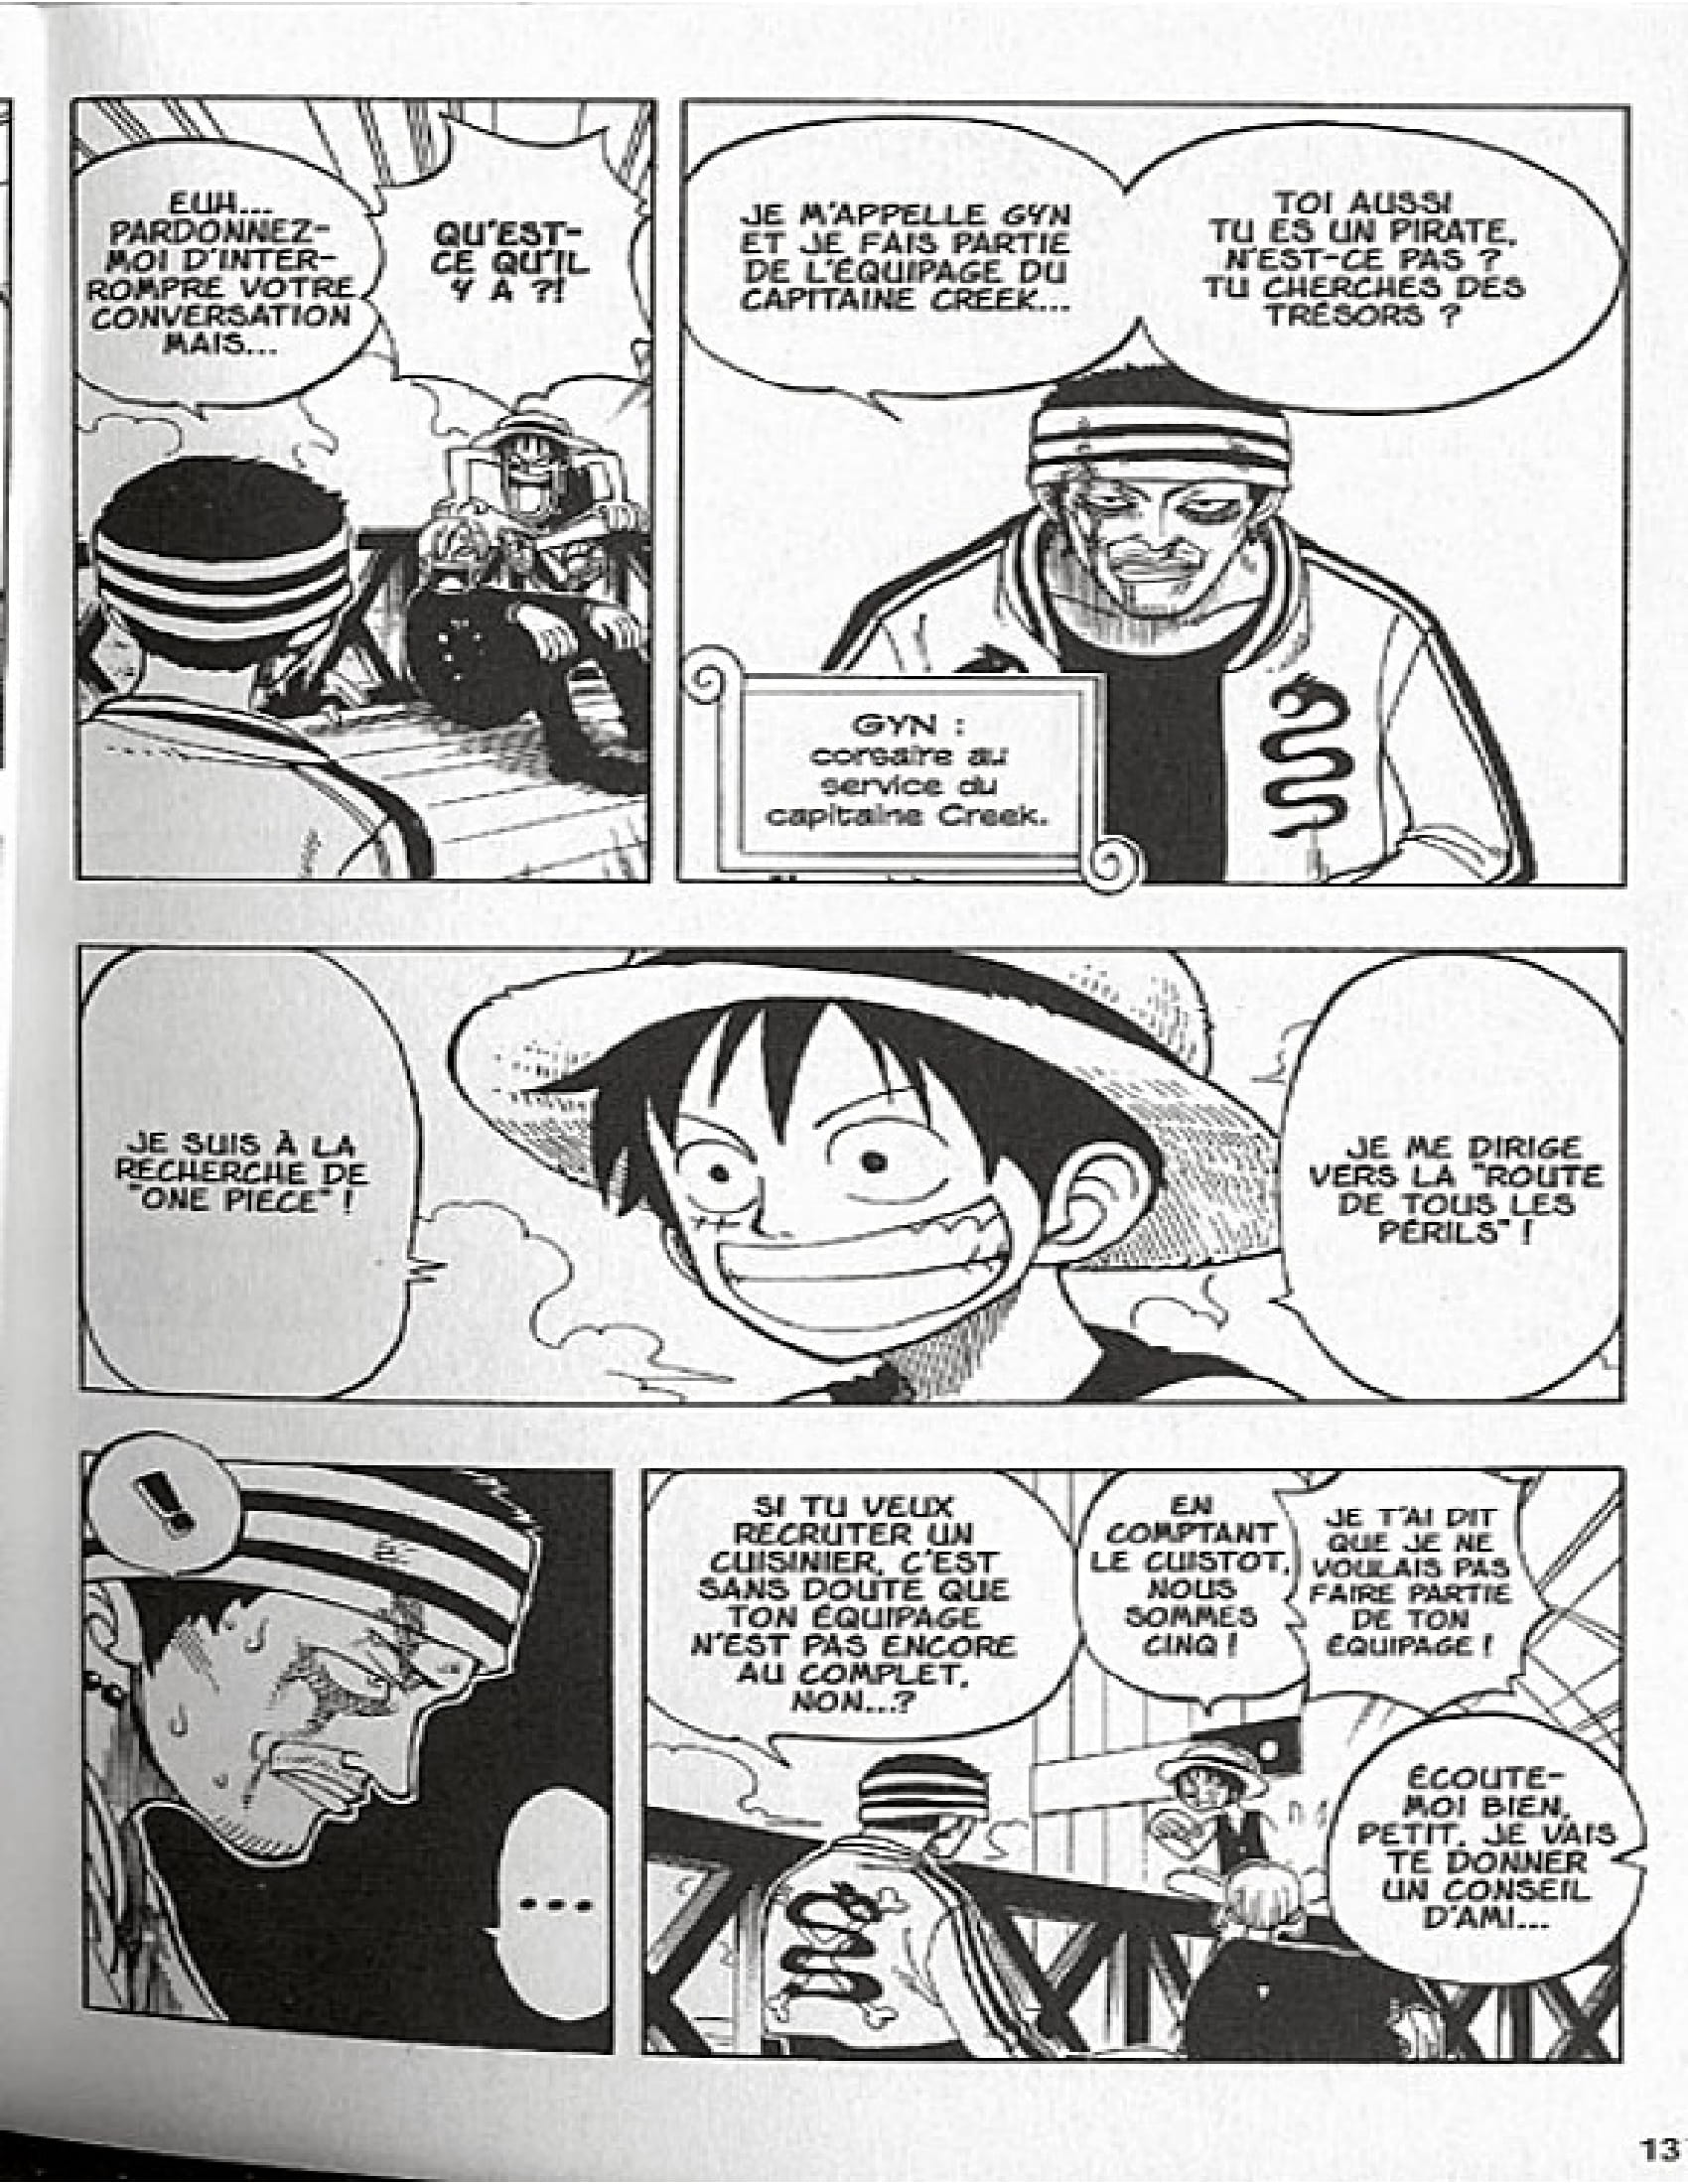 EUH...
PARDONNEZ-
MOI D'INTER-
ROMPRE VOTRE
CONVERSATION
MAIS...
QU'EST-
CE QU'IL
Y A ?!
JE M'APPELLE GYN
ET JE FAIS PARTIE
DE L'ÉQUIPAGE DU
CAPITAINE CREEK...
TOI AUSSI
TU ES UN PIRATE,
N'EST-CE PAS ?
TU CHERCHES DES
TRÉSORS ?
GYN :
corsaire au
service du
capitaine Creek.
JE SUIS À LA
RECHERCHE DE
"ONE PIECE" !
JE ME DIRIGE
VERS LA "ROUTE
DE TOUS LES
PÉRILS" !
!
...
SI TU VEUX
RECRUTER UN
CUISINIER, C'EST
SANS DOUTE QUE
TON ÉQUIPAGE
N'EST PAS ENCORE
AU COMPLET,
NON...?
EN
COMPTANT
LE CUISTOT,
NOUS
SOMMES
CINQ !
JE T'AI DIT
QUE JE NE
VOULAIS PAS
FAIRE PARTIE
DE TON
ÉQUIPAGE !
ÉCOUTE-
MOI BIEN,
PETIT. JE VAIS
TE DONNER
UN CONSEIL
D'AMI...
13